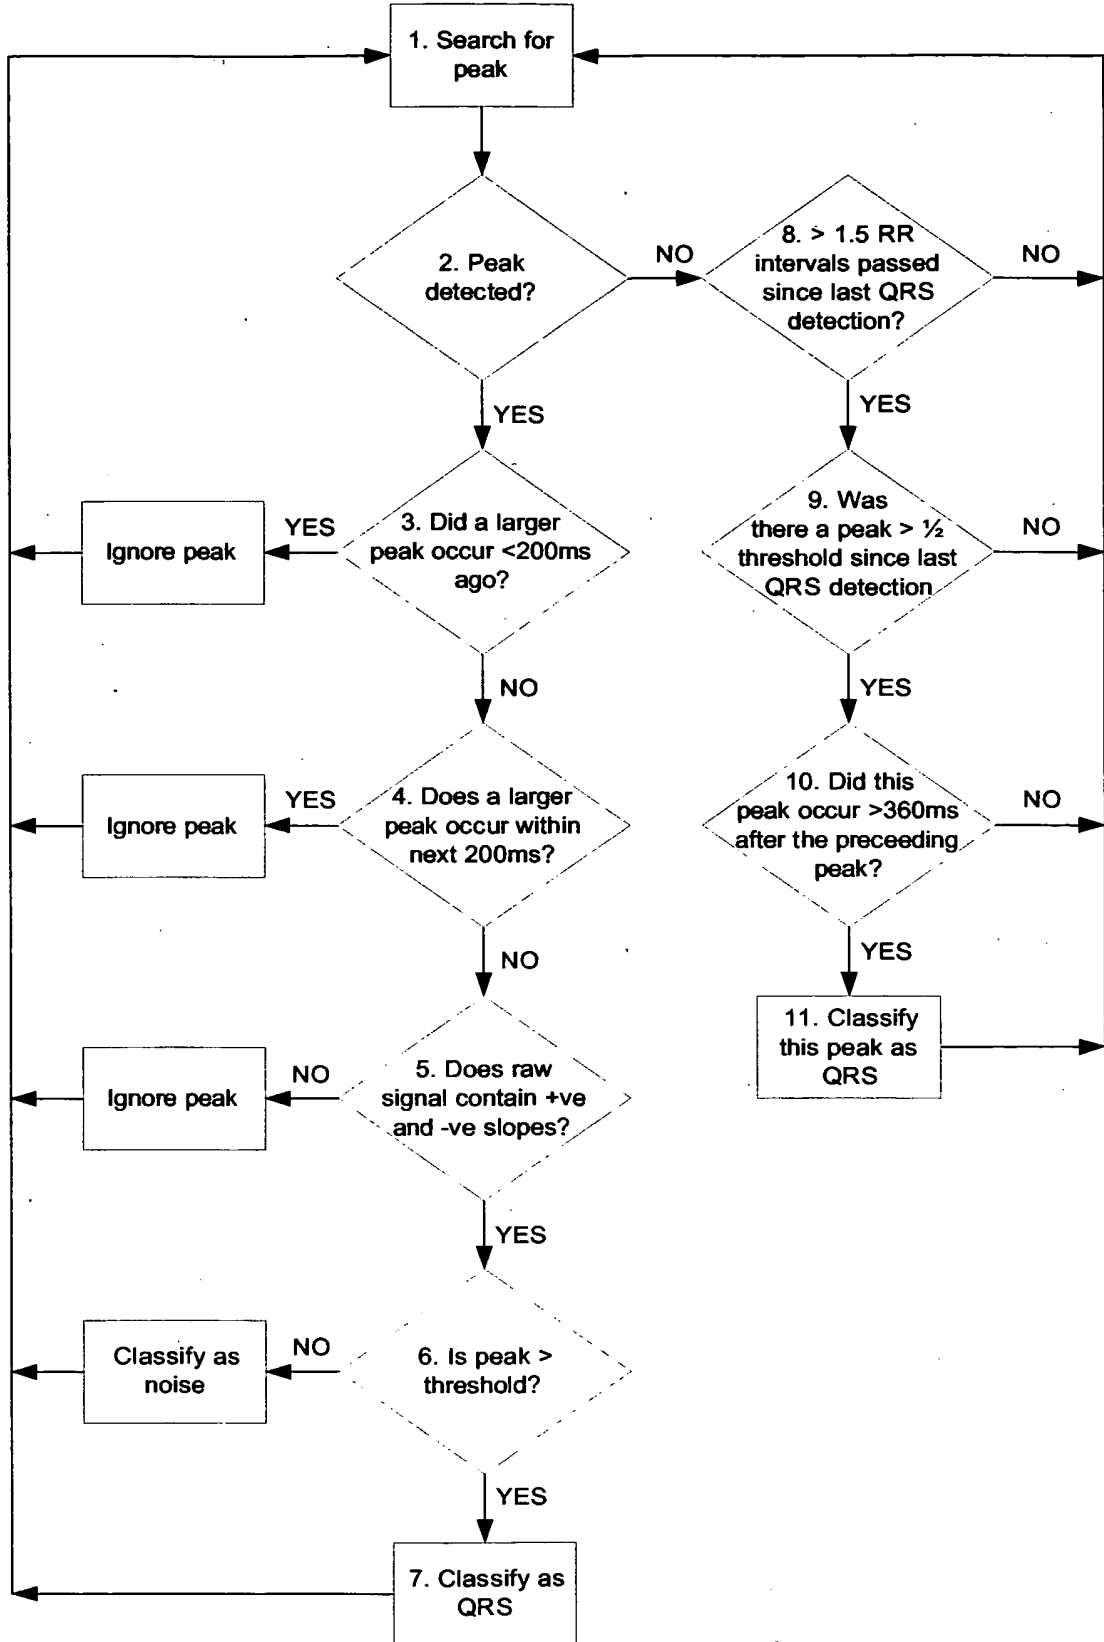 1. Search for
peak
2. Peak
detected?
NO
8. > 1.5 RR
intervals passed
since last QRS
detection?
NO
YES
YES
3. Did a larger
peak occur <200ms
ago?
YES
Ignore peak
9. Was
there a peak > ½
threshold since last
QRS detection
NO
NO
YES
4. Does a larger
peak occur within
next 200ms?
YES
Ignore peak
10. Did this
peak occur >360ms
after the preceeding
peak?
NO
NO
YES
5. Does raw
signal contain +ve
and -ve slopes?
NO
Ignore peak
11. Classify
this peak as
QRS
YES
6. Is peak >
threshold?
NO
Classify as
noise
YES
7. Classify as
QRS